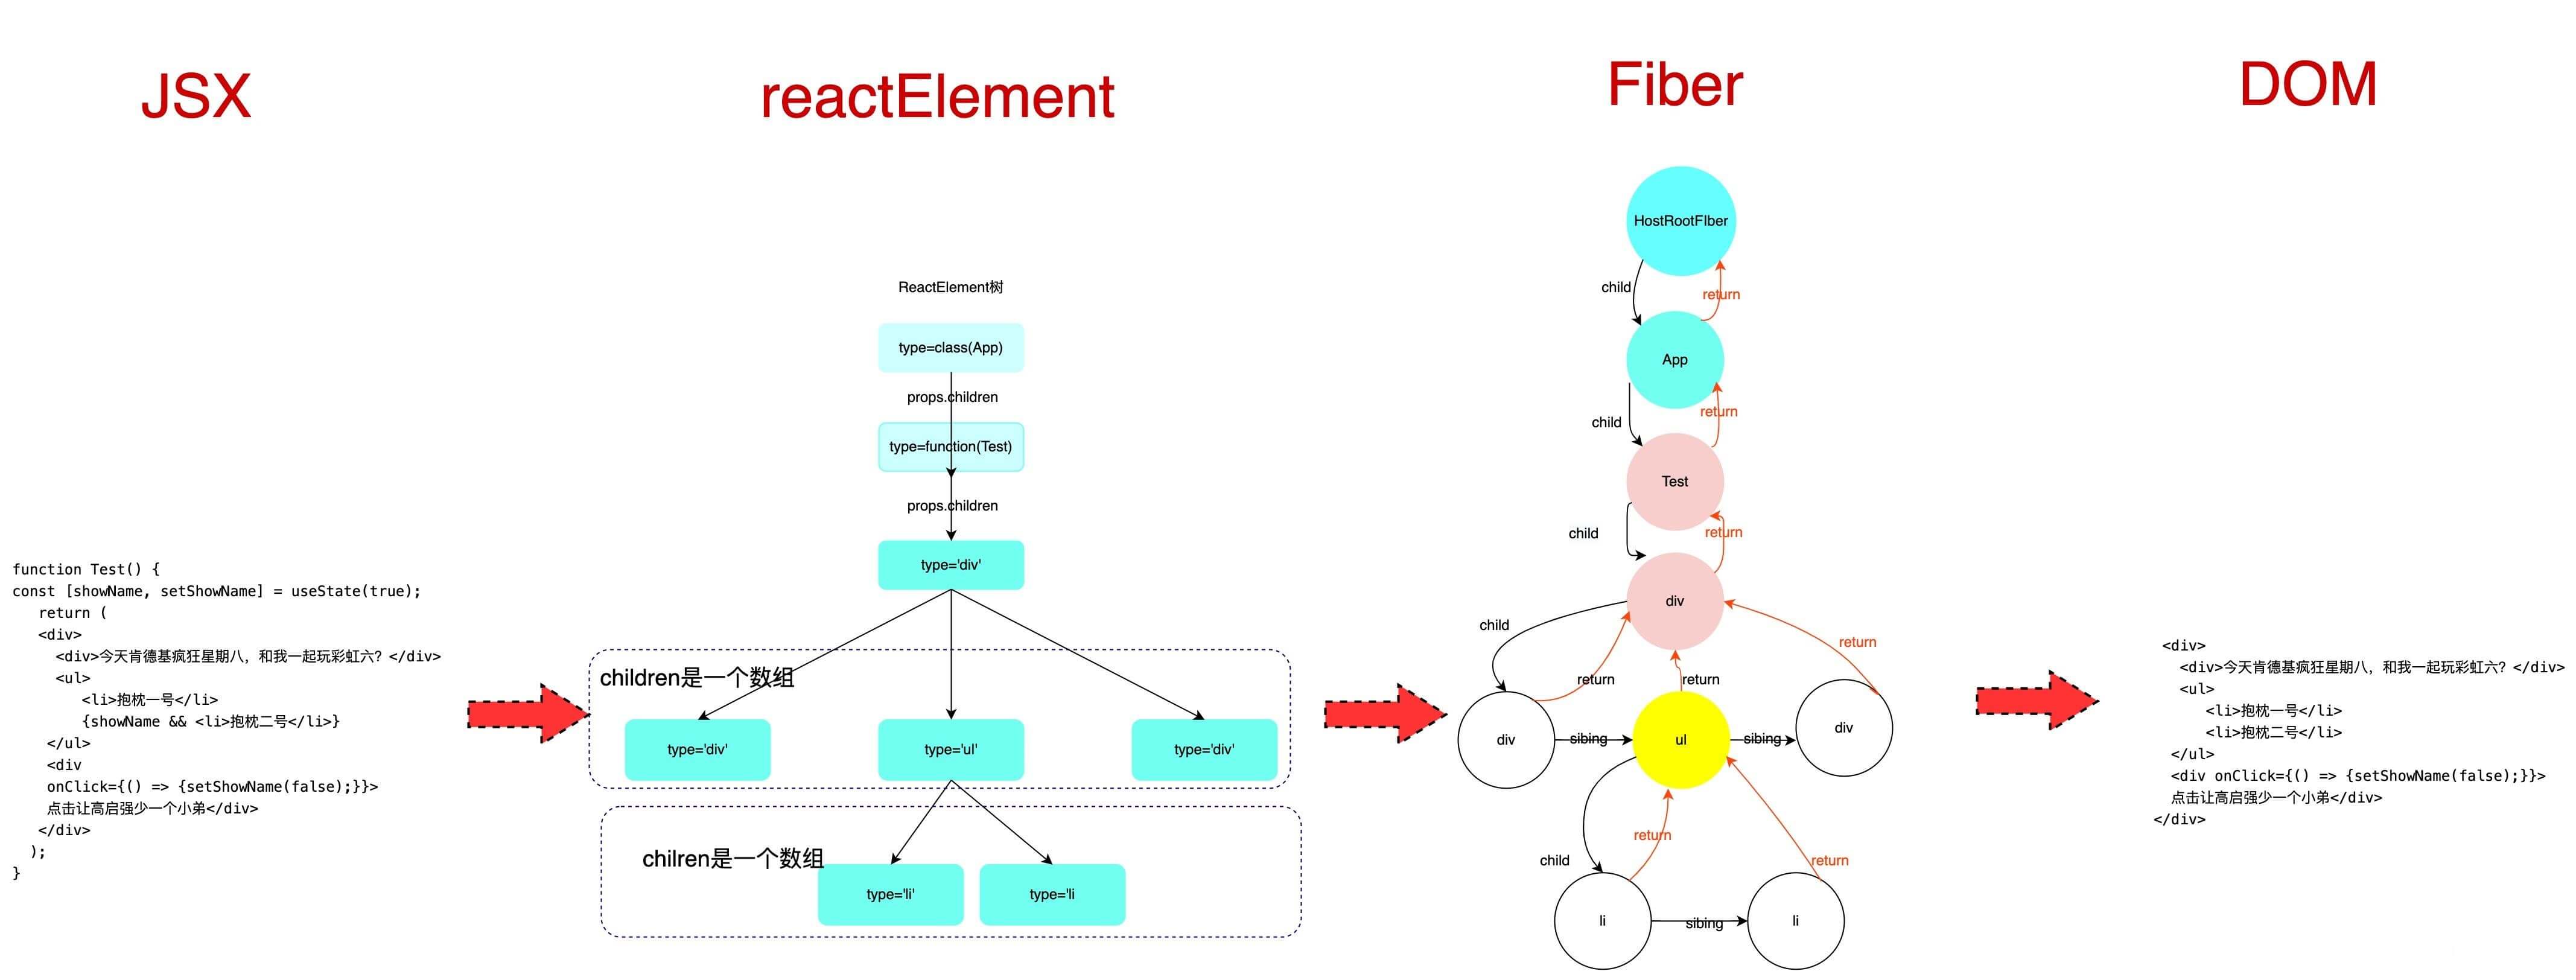 JSX
reactElement
Fiber
DOM
function Test() {
const [showName, setShowName] = useState(true);
return (
<div>
<div>今天肯德基疯狂星期八，和我一起玩彩虹六？</div>
<ul>
<li>抱枕一号</li>
{showName && <li>抱枕二号</li>}
</ul>
<div
onClick={() => {setShowName(false);}}>
点击让高启强少一个小弟</div>
</div>
);
}
ReactElement树
type=class(App)
props.children
type=function(Test)
props.children
type='div'
children是一个数组
type='div'
type='ul'
type='div'
chilren是一个数组
type='li'
type='li
HostRootFIber
child
return
App
child
return
Test
child
return
div
child
return
return
return
div
sibing
ul
sibing
div
child
return
return
li
sibing
li
<div>
<div>今天肯德基疯狂星期八，和我一起玩彩虹六？</div>
<ul>
<li>抱枕一号</li>
<li>抱枕二号</li>
</ul>
<div onClick={() => {setShowName(false);}}>
点击让高启强少一个小弟</div>
</div>